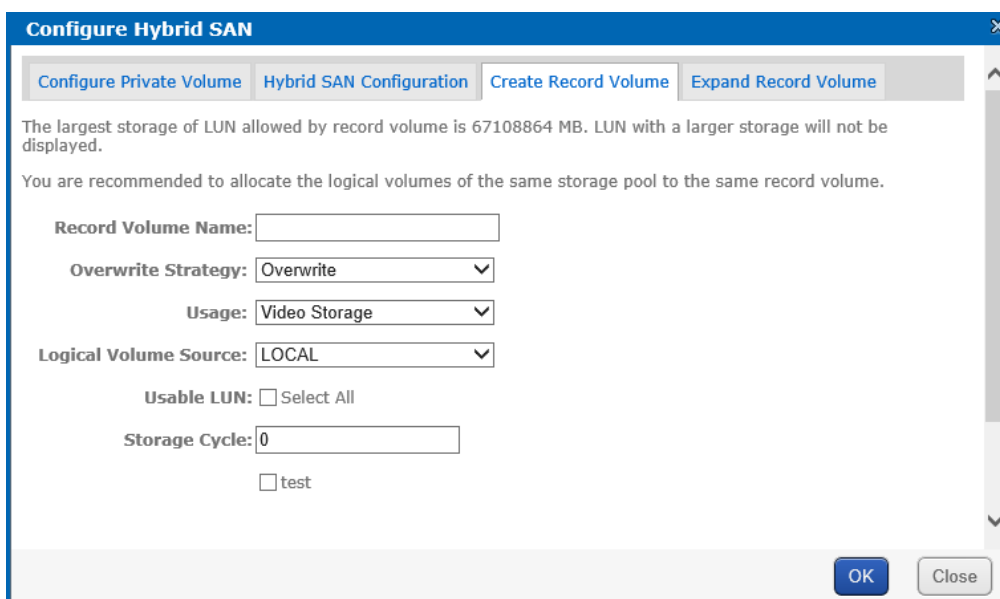 Configure Hybrid SAN
Configure Private Volume Hybrid SAN Configuration Create Record Volume Expand Record Volume
The largest storage of LUN allowed by record volume is 67108864 MB. LUN with a larger storage will not be
displayed.
You are recommended to allocate the logical volumes of the same storage pool to the same record volume.
Record Volume Name:
Overwrite Strategy: Overwrite
Usage: Video Storage
Logical Volume Source: LOCAL
Usable LUN: Select All
Storage Cycle: 0
test
OK Close